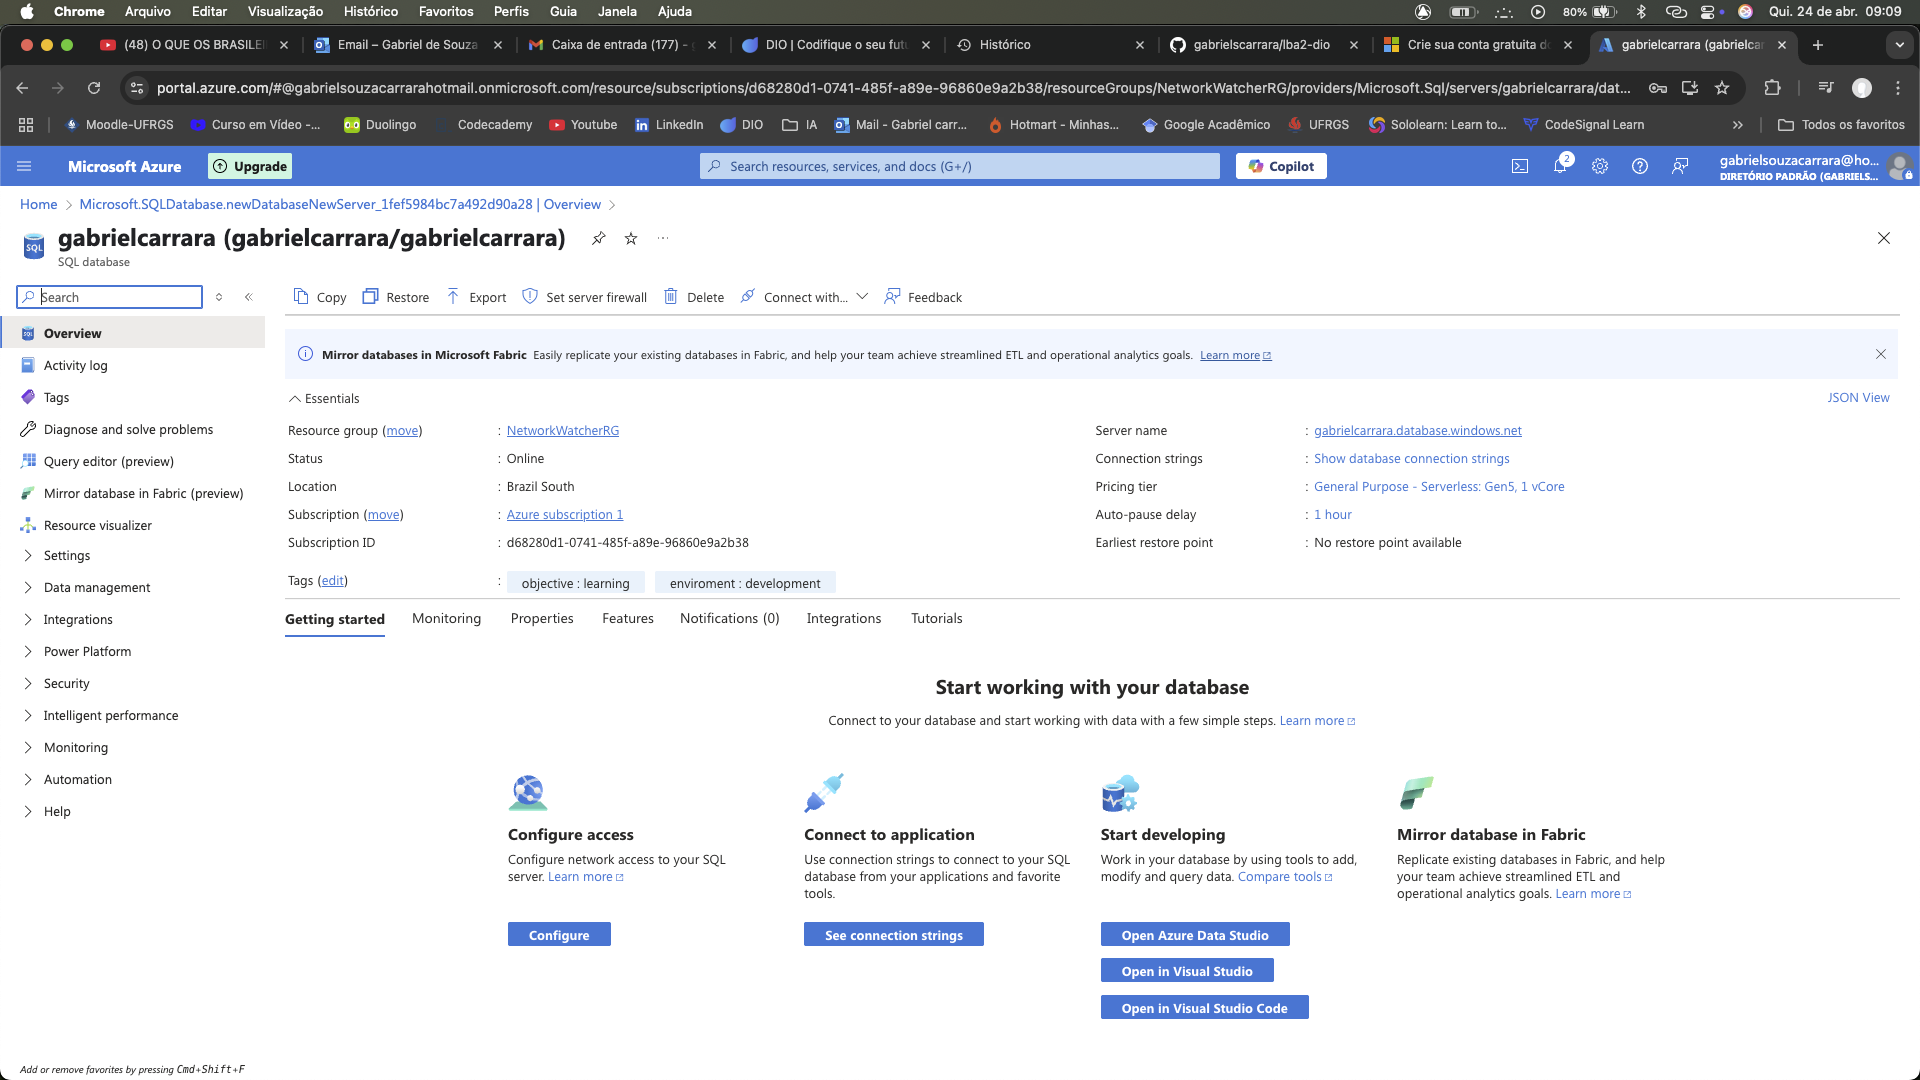 Chrome Arquivo Editar Visualização Histórico Favoritos Perfis Guia Janela Ajuda 80% Qui. 24 de abr. 09:09
(48) O QUE OS BRASILEI Email – Gabriel de Souza Caixa de entrada (177) - DIO | Codifique o seu futu Histórico gabrielscarrara/lba2-dio Crie sua conta gratuita do gabrielcarrara (gabrielcar
portal.azure.com/#@gabrielsouzacarrarahotmail.onmicrosoft.com/resource/subscriptions/d68280d1-0741-485f-a89e-96860e9a2b38/resourceGroups/NetworkWatcherRG/providers/Microsoft.Sql/servers/gabrielcarrara/dat...
Moodle-UFRGS Curso em Vídeo -... Duolingo Codecademy Youtube LinkedIn DIO IA Mail - Gabriel carr... Hotmart - Minhas... Google Acadêmico UFRGS Sololearn: Learn to... CodeSignal Learn » Todos os favoritos
Microsoft Azure Upgrade Search resources, services, and docs (G+/) Copilot 2 gabrielsouzacarrara@ho...
DIRETÓRIO PADRÃO (GABRIELS...
Home > Microsoft.SQLDatabase.newDatabaseNewServer_1fef5984bc7a492d90a28 | Overview >
SQL gabrielcarrara (gabrielcarrara/gabrielcarrara) ...
SQL database
Search «
Copy Restore Export Set server firewall Delete Connect with... Feedback
Overview
Activity log
Tags
Diagnose and solve problems
Query editor (preview)
Mirror database in Fabric (preview)
Resource visualizer
Settings
Data management
Integrations
Power Platform
Security
Intelligent performance
Monitoring
Automation
Help
Mirror databases in Microsoft Fabric Easily replicate your existing databases in Fabric, and help your team achieve streamlined ETL and operational analytics goals. Learn more
Essentials JSON View
Resource group (move) : NetworkWatcherRG
Status : Online
Location : Brazil South
Subscription (move) : Azure subscription 1
Subscription ID : d68280d1-0741-485f-a89e-96860e9a2b38
Tags (edit) : objective : learning enviroment : development
Server name : gabrielcarrara.database.windows.net
Connection strings : Show database connection strings
Pricing tier : General Purpose - Serverless: Gen5, 1 vCore
Auto-pause delay : 1 hour
Earliest restore point : No restore point available
Getting started Monitoring Properties Features Notifications (0) Integrations Tutorials
Start working with your database
Connect to your database and start working with data with a few simple steps. Learn more
Configure access
Configure network access to your SQL
server. Learn more
Configure
Connect to application
Use connection strings to connect to your SQL
database from your applications and favorite
tools.
See connection strings
Start developing
Work in your database by using tools to add,
modify and query data. Compare tools
Open Azure Data Studio
Open in Visual Studio
Open in Visual Studio Code
Mirror database in Fabric
Replicate existing databases in Fabric, and help
your team achieve streamlined ETL and
operational analytics goals. Learn more
Add or remove favorites by pressing Cmd+Shift+F